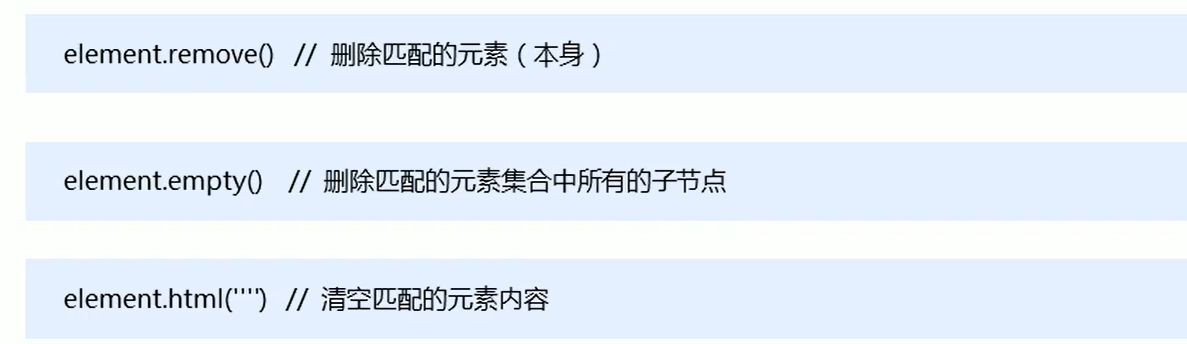 element.remove() // 删除匹配的元素（本身）
element.empty() // 删除匹配的元素集合中所有的子节点
element.html('''') // 清空匹配的元素内容